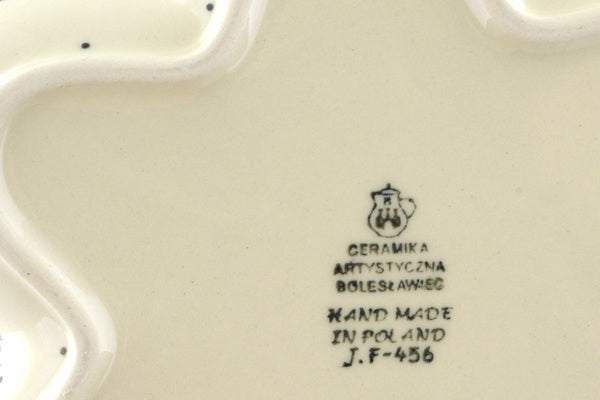 CERAMIKA
ARTYSTYCZNA
BOLESŁAWIEC
HAND MADE
IN POLAND
J.F-456